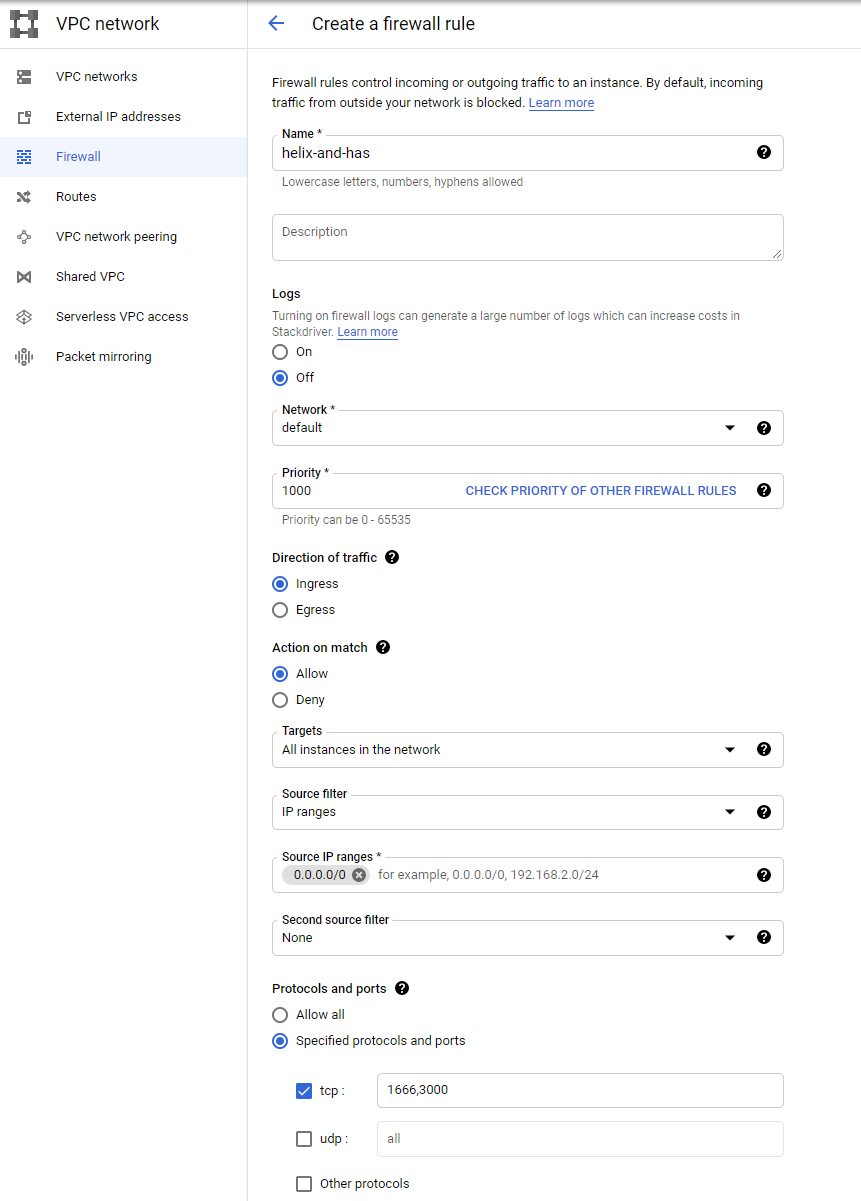 VPC network
Create a firewall rule
VPC networks
External IP addresses
Firewall
Routes
VPC network peering
Shared VPC
Serverless VPC access
Packet mirroring
Firewall rules control incoming or outgoing traffic to an instance. By default, incoming
traffic from outside your network is blocked. Learn more
Name *
helix-and-has
Lowercase letters, numbers, hyphens allowed
Description
Logs
Turning on firewall logs can generate a large number of logs which can increase costs in
Stackdriver. Learn more
On
Off
Network *
default
Priority *
1000 CHECK PRIORITY OF OTHER FIREWALL RULES
Priority can be 0 - 65535
Direction of traffic
Ingress
Egress
Action on match
Allow
Deny
Targets
All instances in the network
Source filter
IP ranges
Source IP ranges *
0.0.0.0/0 for example, 0.0.0.0/0, 192.168.2.0/24
Second source filter
None
Protocols and ports
Allow all
Specified protocols and ports
tcp : 1666,3000
udp : all
Other protocols